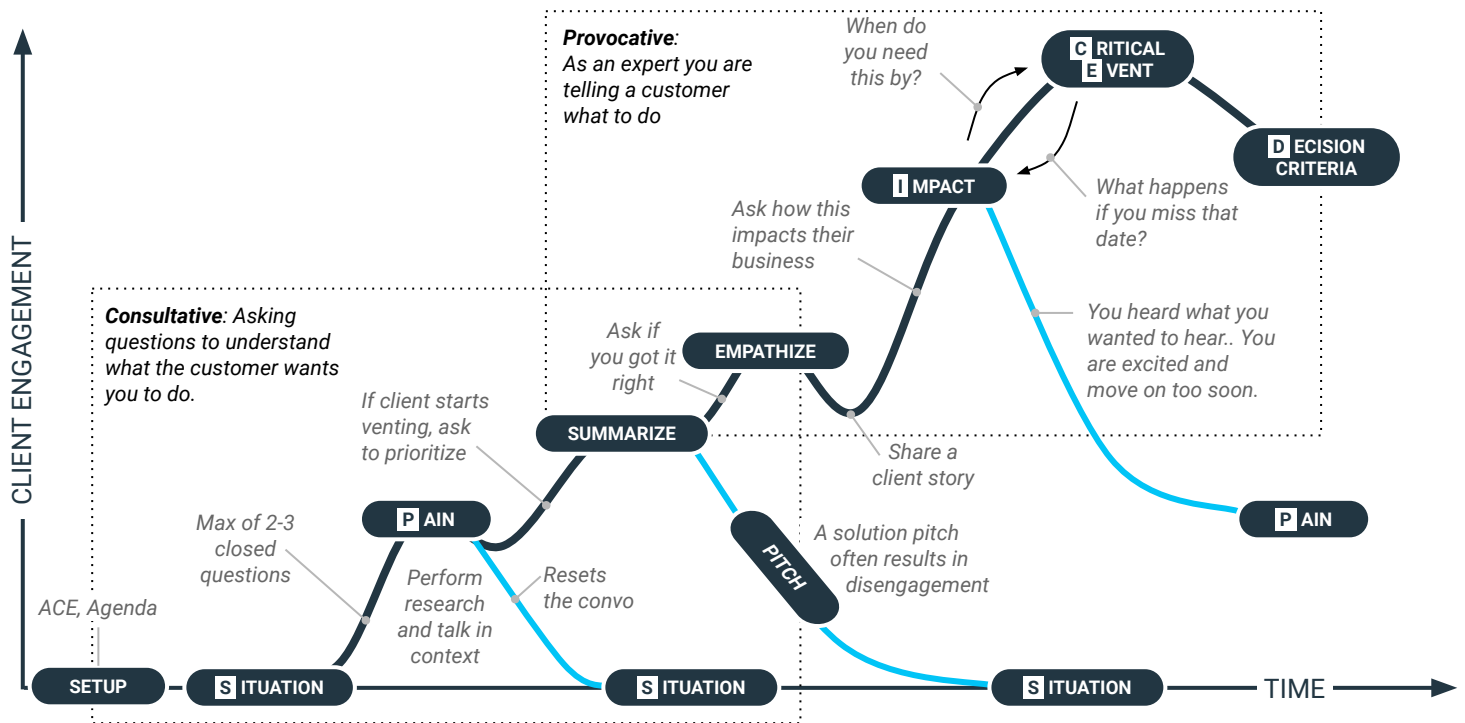 Provocative:
As an expert you are
telling a customer
what to do
When do
you need
this by?
CRITICAL
EVENT
DECISION
CRITERIA
IMPACT
What happens
if you miss that
date?
Ask how this
impacts their
business
CLIENT ENGAGEMENT
Consultative: Asking
questions to understand
what the customer wants
you to do.
Ask if
you got it
right
EMPATHIZE
You heard what you
wanted to hear.. You
are excited and
move on too soon.
If client starts
venting, ask
to prioritize
SUMMARIZE
Share a
client story
Max of 2-3
closed
questions
PAIN
PITCH
A solution pitch
often results in
disengagement
PAIN
Perform
research
and talk in
context
Resets
the convo
ACE, Agenda
SETUP
SITUATION
SITUATION
SITUATION
TIME